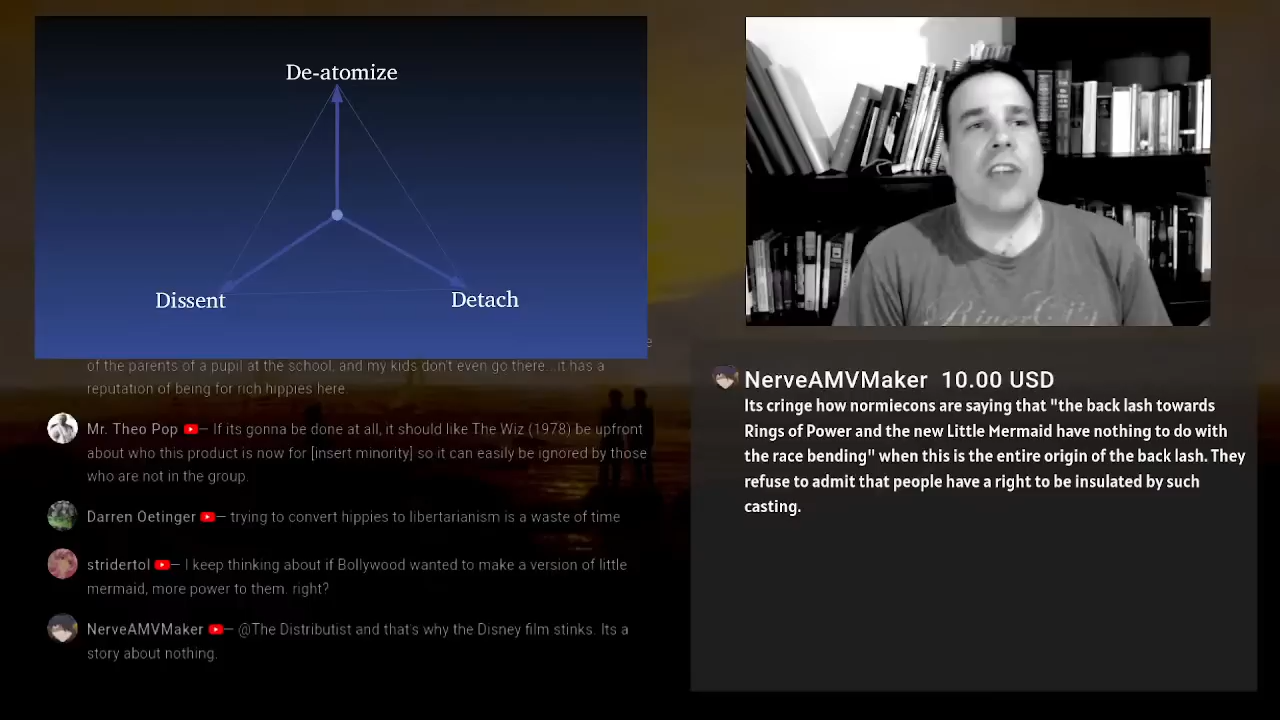 De-atomize
Dissent
Detach
of the parents of a pupil at the school, and my kids don't even go there...it has a
reputation of being for rich hippies here.
Mr. Theo Pop — If its gonna be done at all, it should like The Wiz (1978) be upfront
about who this product is now for [insert minority] so it can easily be ignored by those
who are not in the group.
Darren Oetinger — trying to convert hippies to libertarianism is a waste of time
stridertol — I keep thinking about if Bollywood wanted to make a version of little
mermaid, more power to them. right?
NerveAMVMaker — @The Distributist and that's why the Disney film stinks. Its a
story about nothing.
River City
NerveAMVMaker 10.00 USD
Its cringe how normiecons are saying that "the back lash towards
Rings of Power and the new Little Mermaid have nothing to do with
the race bending" when this is the entire origin of the back lash. They
refuse to admit that people have a right to be insulated by such
casting.